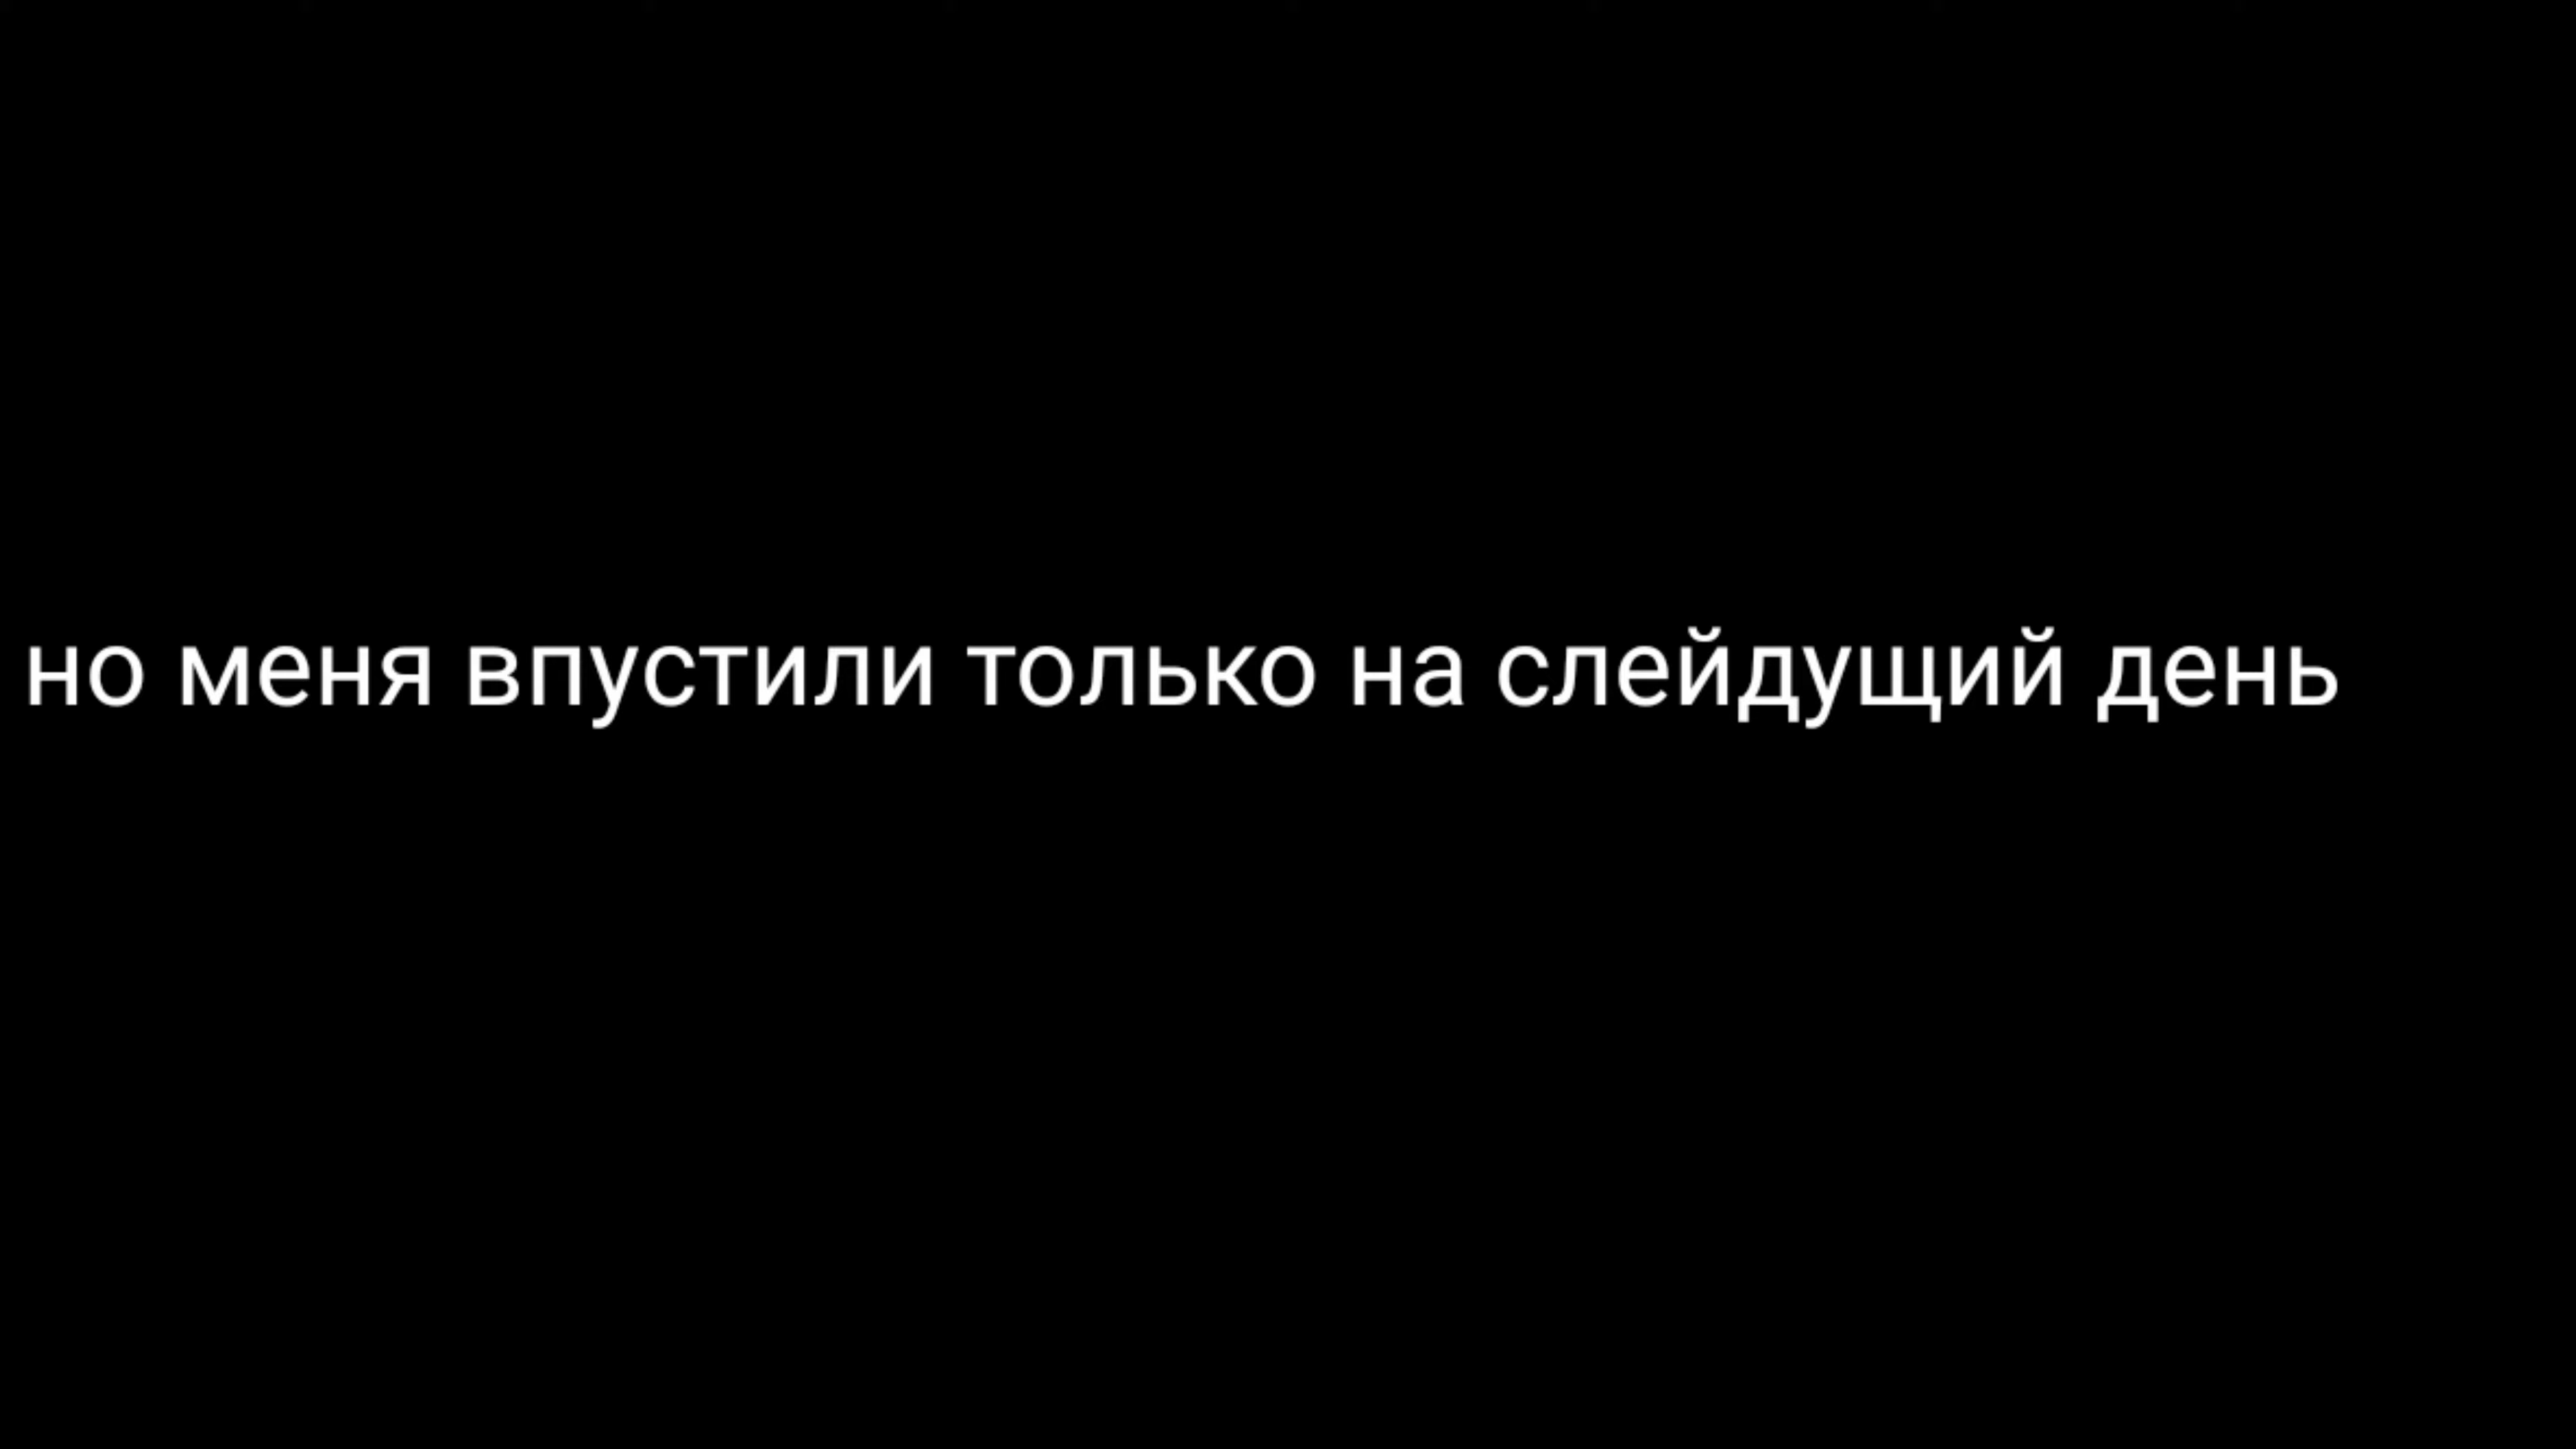 но меня впустили только на слейдущий день